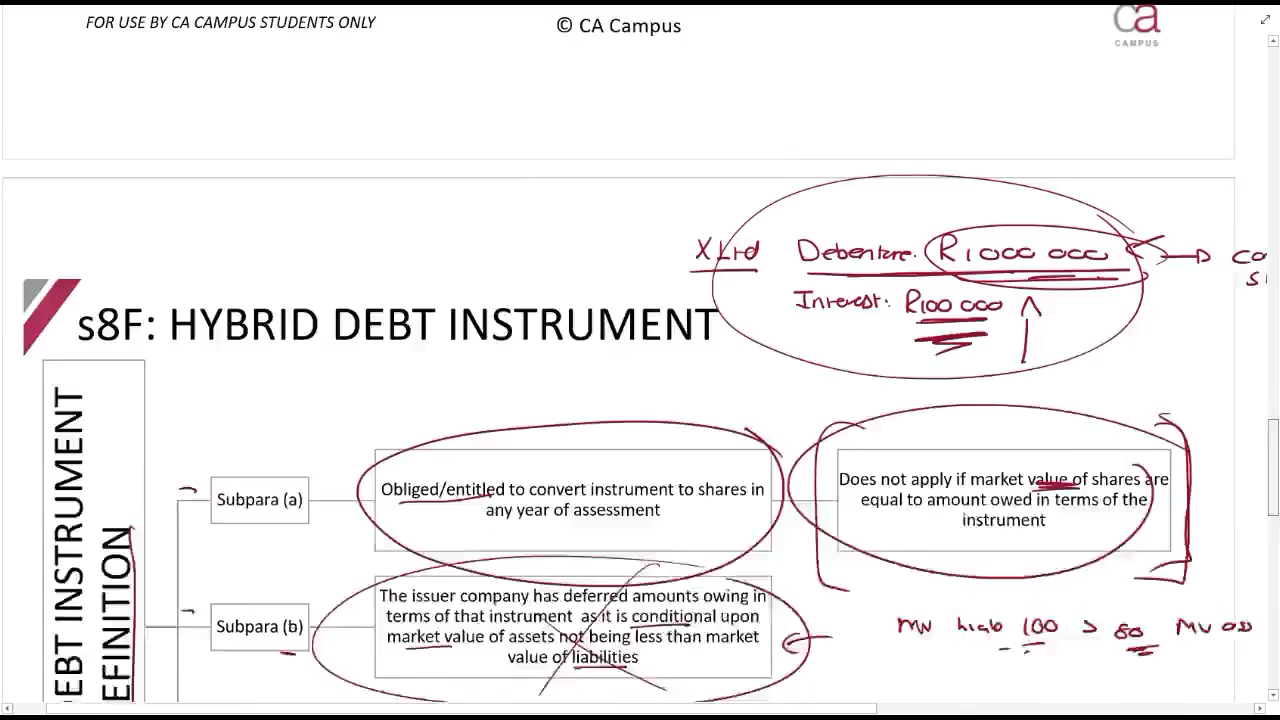 FOR USE BY CA CAMPUS STUDENTS ONLY
© CA Campus
ca
CAMPUS
X Ltd Debenture: R1000 000
Interest: R100 000
s8F: HYBRID DEBT INSTRUMENT
EBT INSTRUMENT
EFINITION
Subpara (a)
Obliged/entitled to convert instrument to shares in
any year of assessment
Does not apply if market value of shares are
equal to amount owed in terms of the
instrument
Subpara (b)
The issuer company has deferred amounts owing in
terms of that instrument as it is conditional upon
market value of assets not being less than market
value of liabilities
MV liab 100 > 80 MV